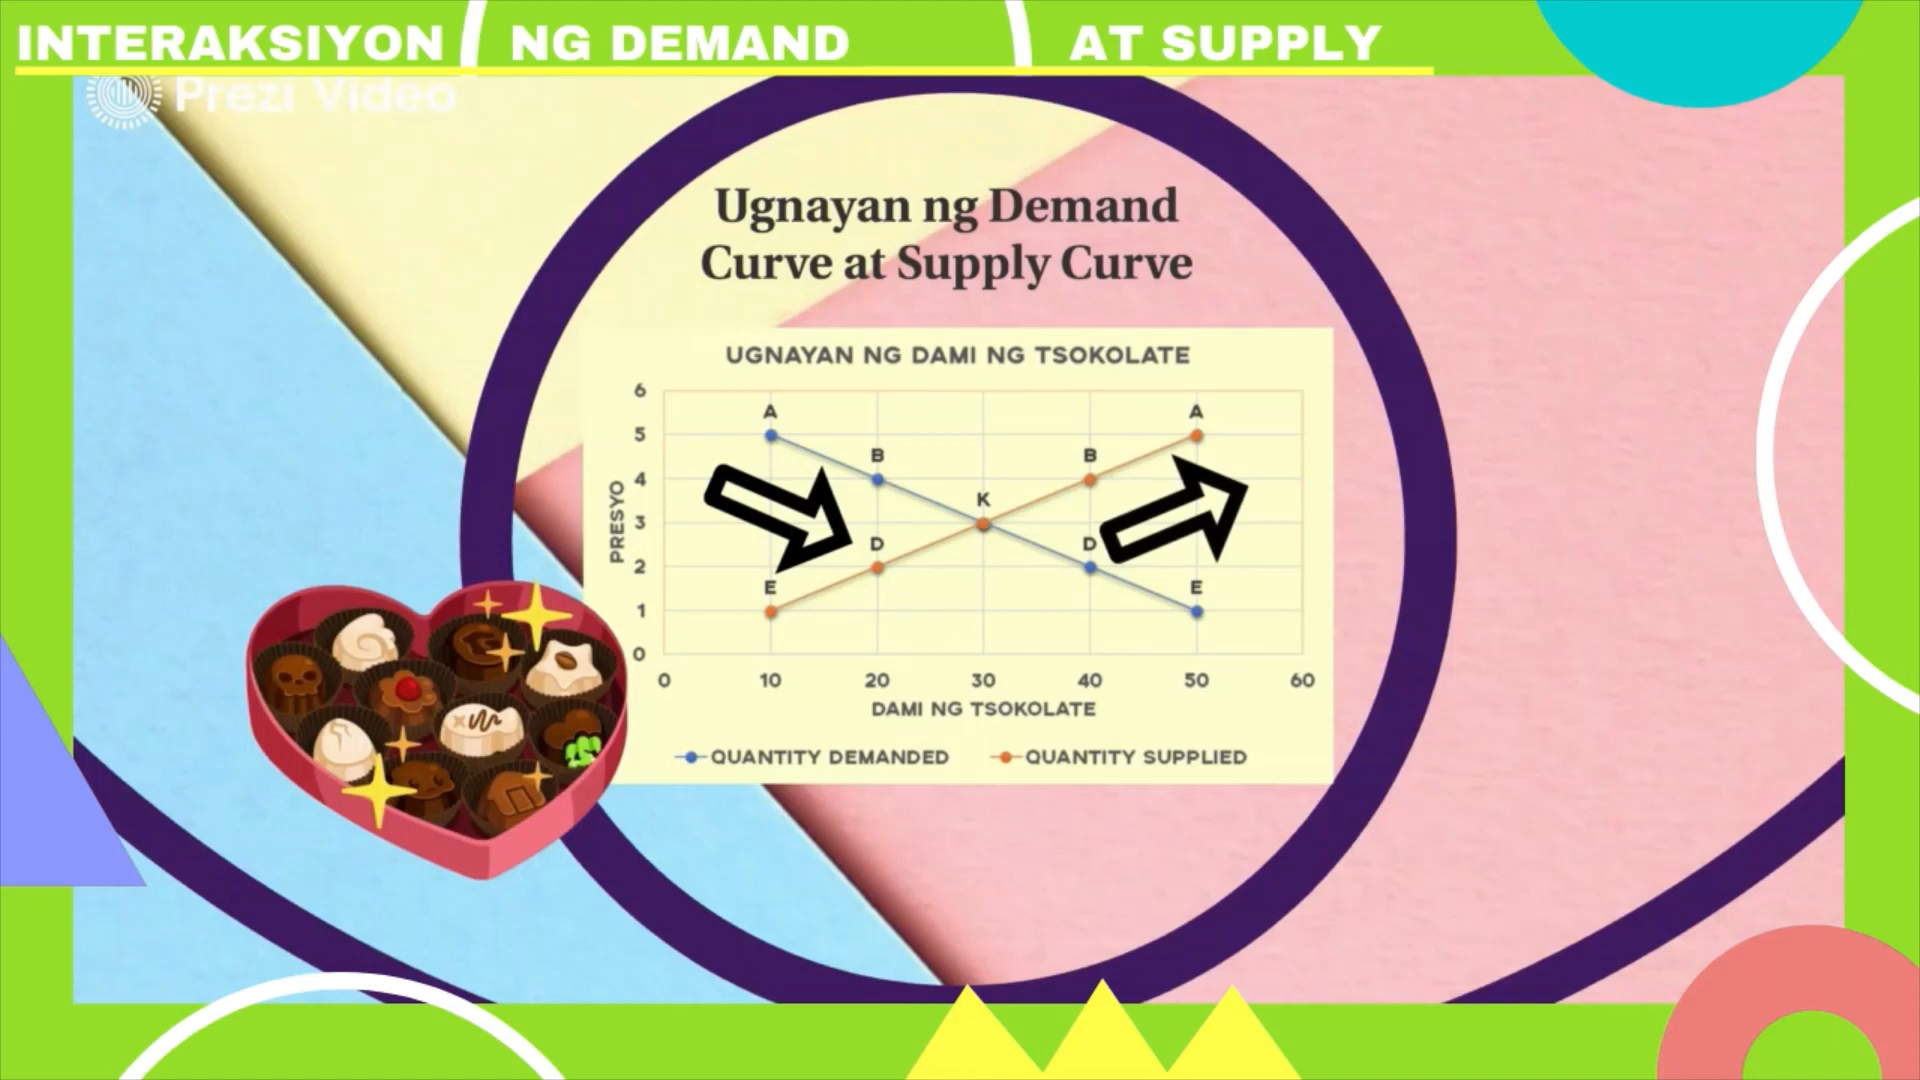 INTERAKSIYON NG DEMAND AT SUPPLY
Prezi Video
Ugnayan ng Demand
Curve at Supply Curve
UGNAYAN NG DAMI NG TSOKOLATE
PRESYO
6
5
4
3
2
1
0
A
A
B
B
K
D
D
E
E
0 10 20 30 40 50 60
DAMI NG TSOKOLATE
QUANTITY DEMANDED QUANTITY SUPPLIED